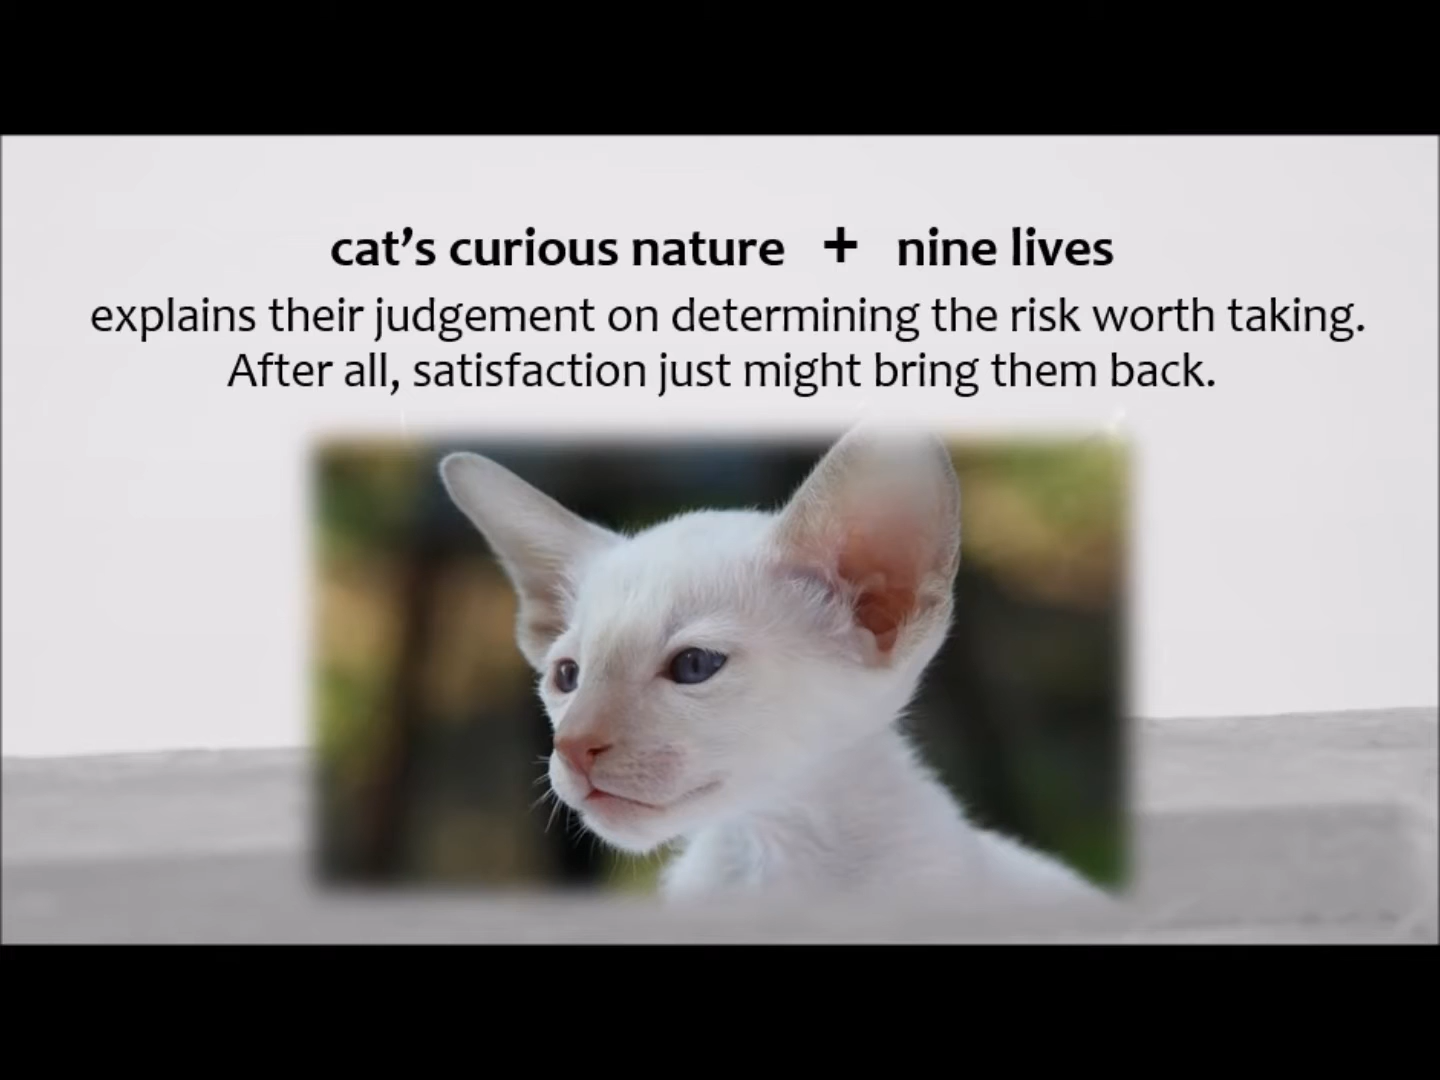 cat’s curious nature + nine lives
explains their judgement on determining the risk worth taking.
After all, satisfaction just might bring them back.